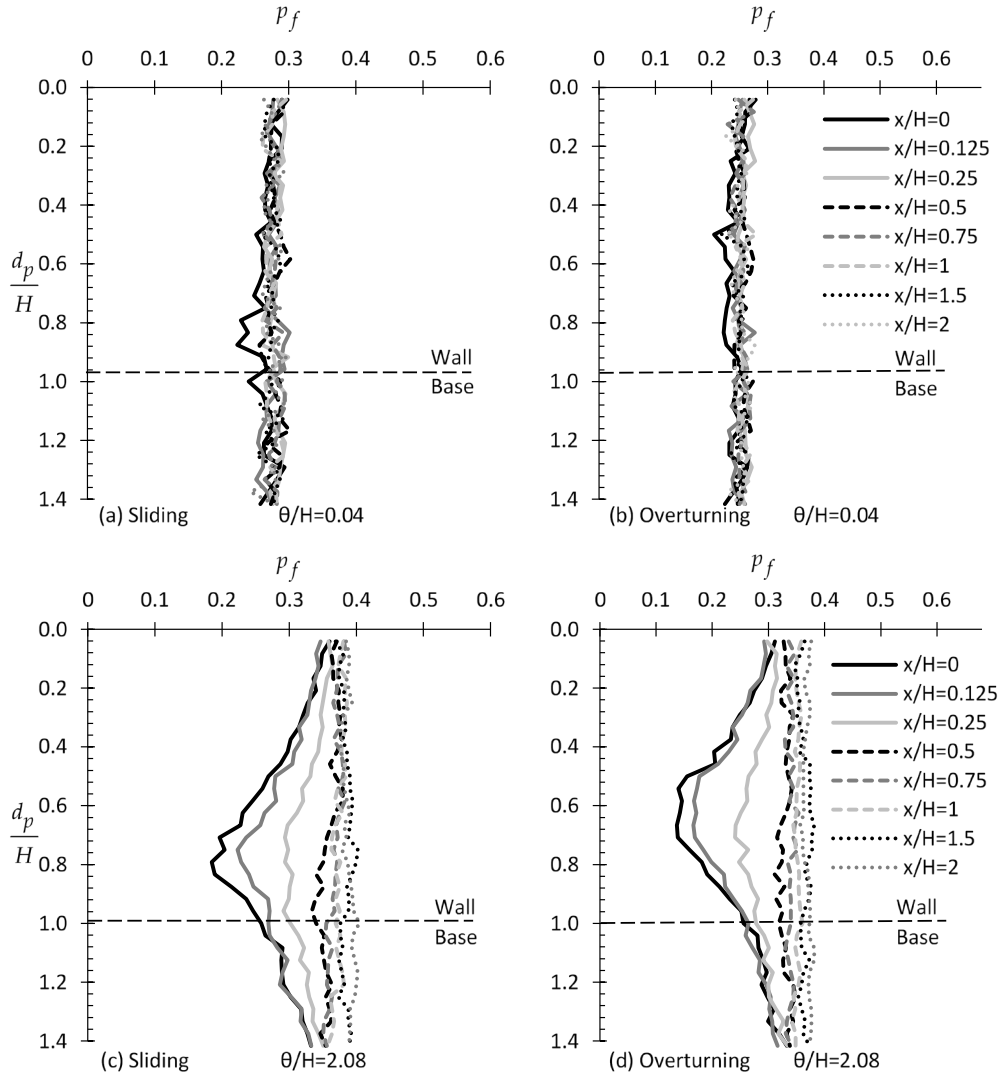 p_f
0 0.1 0.2 0.3 0.4 0.5 0.6
0.0
0.2
0.4
0.6
0.8
1.0
1.2
1.4
d_p
H
Wall
Base
(a) Sliding θ/H=0.04
p_f
0 0.1 0.2 0.3 0.4 0.5 0.6
0.0
0.2
0.4
0.6
0.8
1.0
1.2
1.4
x/H=0
x/H=0.125
x/H=0.25
x/H=0.5
x/H=0.75
x/H=1
x/H=1.5
x/H=2
Wall
Base
(b) Overturning θ/H=0.04
p_f
0 0.1 0.2 0.3 0.4 0.5 0.6
0.0
0.2
0.4
0.6
0.8
1.0
1.2
1.4
d_p
H
Wall
Base
(c) Sliding θ/H=2.08
p_f
0 0.1 0.2 0.3 0.4 0.5 0.6
0.0
0.2
0.4
0.6
0.8
1.0
1.2
1.4
x/H=0
x/H=0.125
x/H=0.25
x/H=0.5
x/H=0.75
x/H=1
x/H=1.5
x/H=2
Wall
Base
(d) Overturning θ/H=2.08